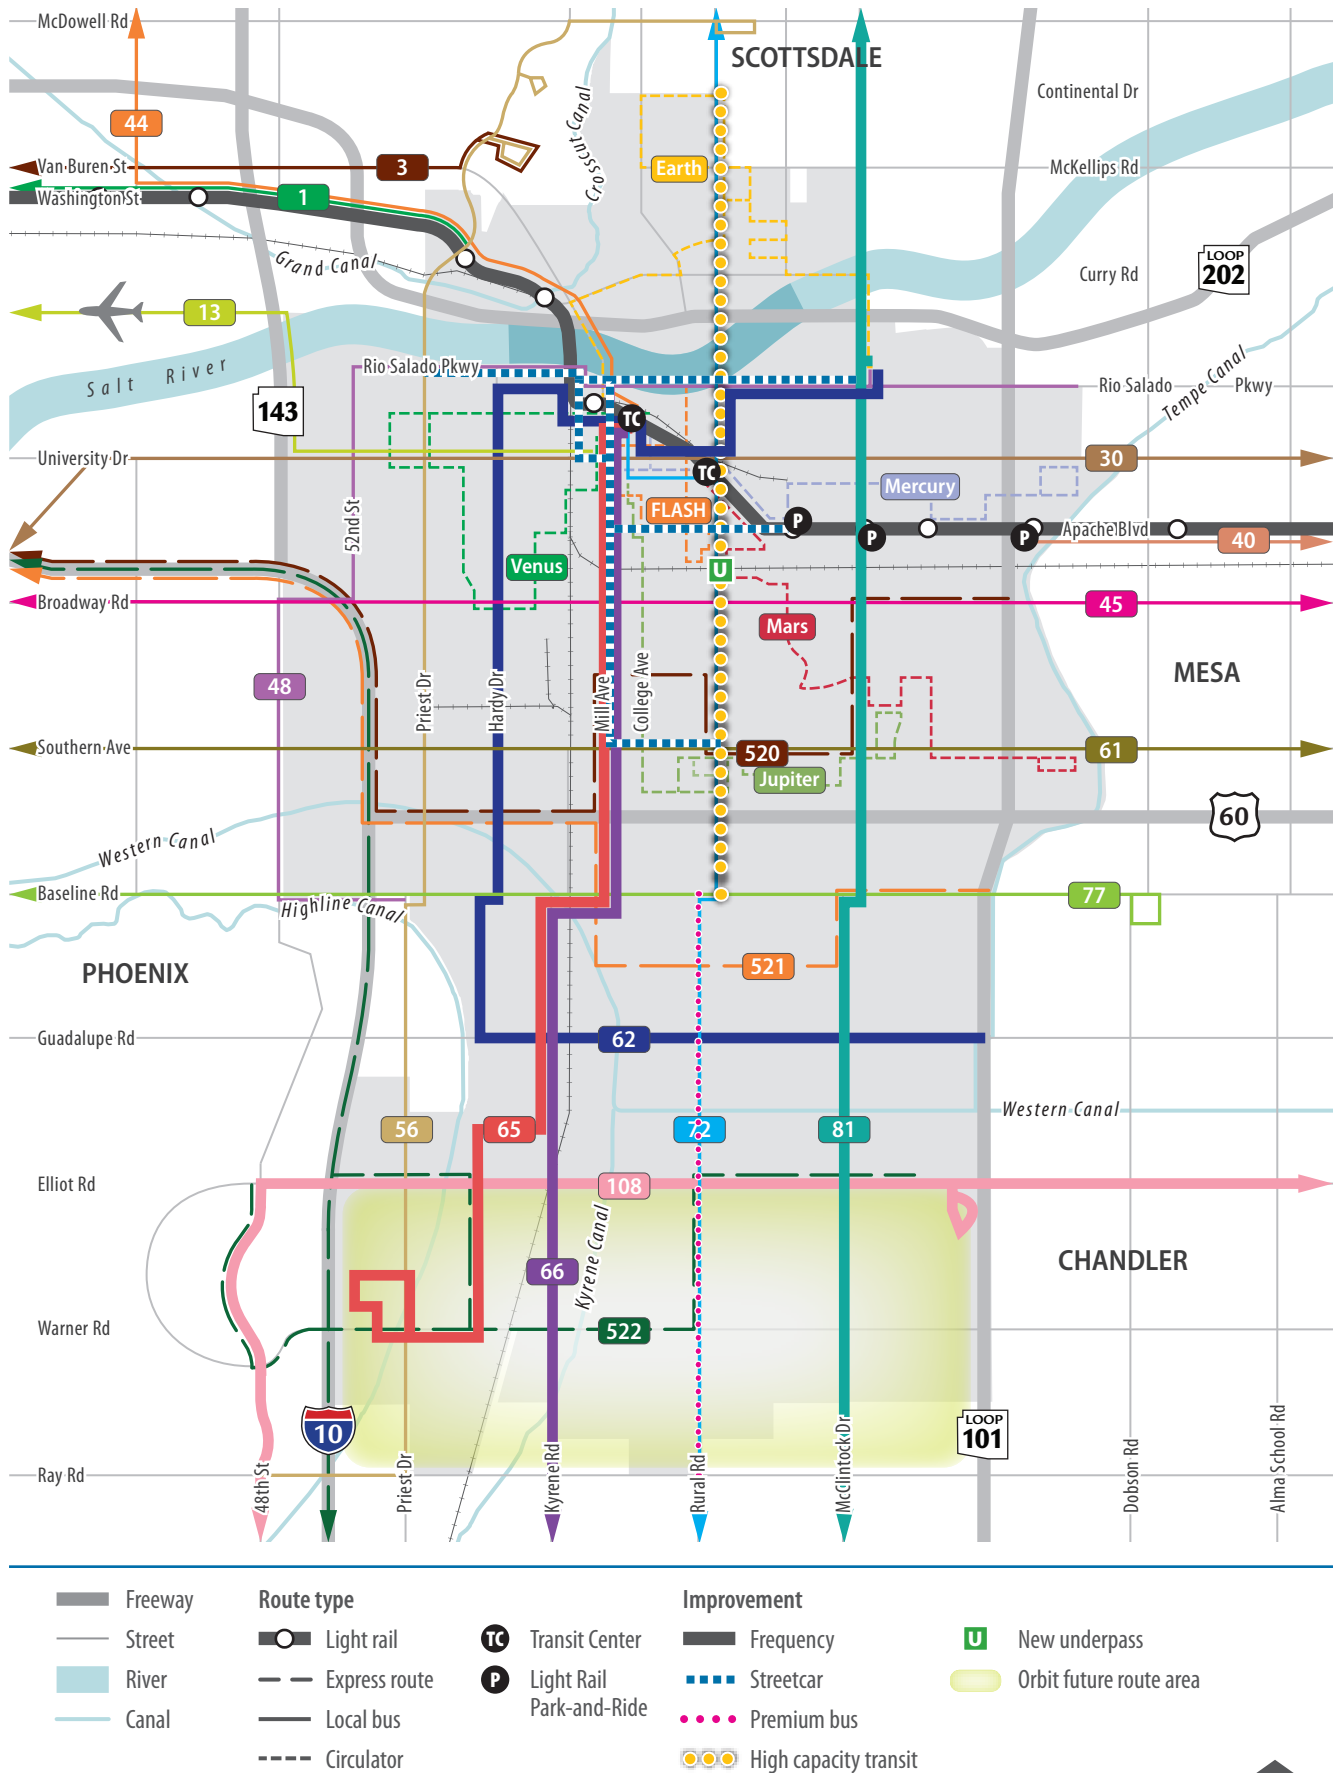 McDowell Rd
SCOTTSDALE
Continental Dr
44
Crosscut Canal
Van Buren St
3
Earth
McKellips Rd
Washington St
1
Grand Canal
Curry Rd
LOOP
202
13
Salt River
Rio Salado Pkwy
Rio Salado Pkwy
Tempe Canal
143
TC
University Dr
30
TC
Mercury
52nd St
FLASH
P
P
P
Apache Blvd
40
Venus
U
Broadway Rd
45
Mars
48
Priest Dr
Hardy Dr
Mill Ave
College Ave
MESA
Southern Ave
520
61
Jupiter
60
Western Canal
Baseline Rd
77
Highline Canal
PHOENIX
521
Guadalupe Rd
62
Western Canal
56
65
72
81
Elliot Rd
108
Kyrene Canal
66
CHANDLER
Warner Rd
522
10
LOOP
101
Ray Rd
48th St
Priest Dr
Kyrene Rd
Rural Rd
McClintock Dr
Dobson Rd
Alma School Rd
Freeway
Street
River
Canal
Route type
Light rail
Express route
Local bus
Circulator
TC Transit Center
P Light Rail
Park-and-Ride
Improvement
Frequency
Streetcar
Premium bus
High capacity transit
U New underpass
Orbit future route area